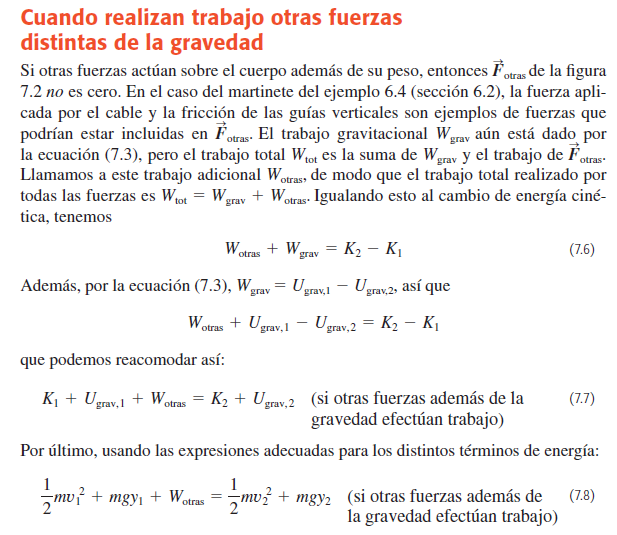 Cuando realizan trabajo otras fuerzas
distintas de la gravedad
Si otras fuerzas actúan sobre el cuerpo además de su peso, entonces F⃗otras de la figura
7.2 no es cero. En el caso del martinete del ejemplo 6.4 (sección 6.2), la fuerza apli-
cada por el cable y la fricción de las guías verticales son ejemplos de fuerzas que
podrían estar incluidas en F⃗otras. El trabajo gravitacional Wgrav aún está dado por
la ecuación (7.3), pero el trabajo total Wtot es la suma de Wgrav y el trabajo de F⃗otras.
Llamamos a este trabajo adicional Wotras, de modo que el trabajo total realizado por
todas las fuerzas es Wtot = Wgrav + Wotras. Igualando esto al cambio de energía ciné-
tica, tenemos
Wotras + Wgrav = K₂ − K₁ (7.6)
Además, por la ecuación (7.3), Wgrav = Ugrav,1 − Ugrav,2, así que
Wotras + Ugrav,1 − Ugrav,2 = K₂ − K₁
que podemos reacomodar así:
K₁ + Ugrav,1 + Wotras = K₂ + Ugrav,2 (si otras fuerzas además de la (7.7)
gravedad efectúan trabajo)
Por último, usando las expresiones adecuadas para los distintos términos de energía:
1/2 mv₁² + mgy₁ + Wotras = 1/2 mv₂² + mgy₂ (si otras fuerzas además de (7.8)
la gravedad efectúan trabajo)